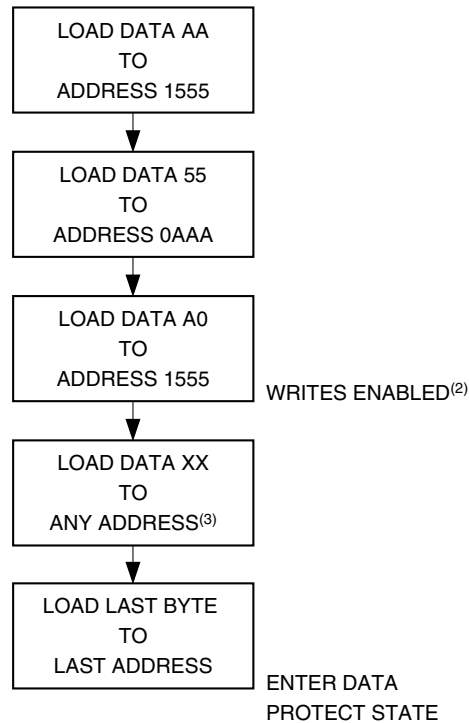 LOAD DATA AA
TO
ADDRESS 1555
LOAD DATA 55
TO
ADDRESS 0AAA
LOAD DATA A0
TO
ADDRESS 1555
WRITES ENABLED(2)
LOAD DATA XX
TO
ANY ADDRESS(3)
LOAD LAST BYTE
TO
LAST ADDRESS
ENTER DATA
PROTECT STATE